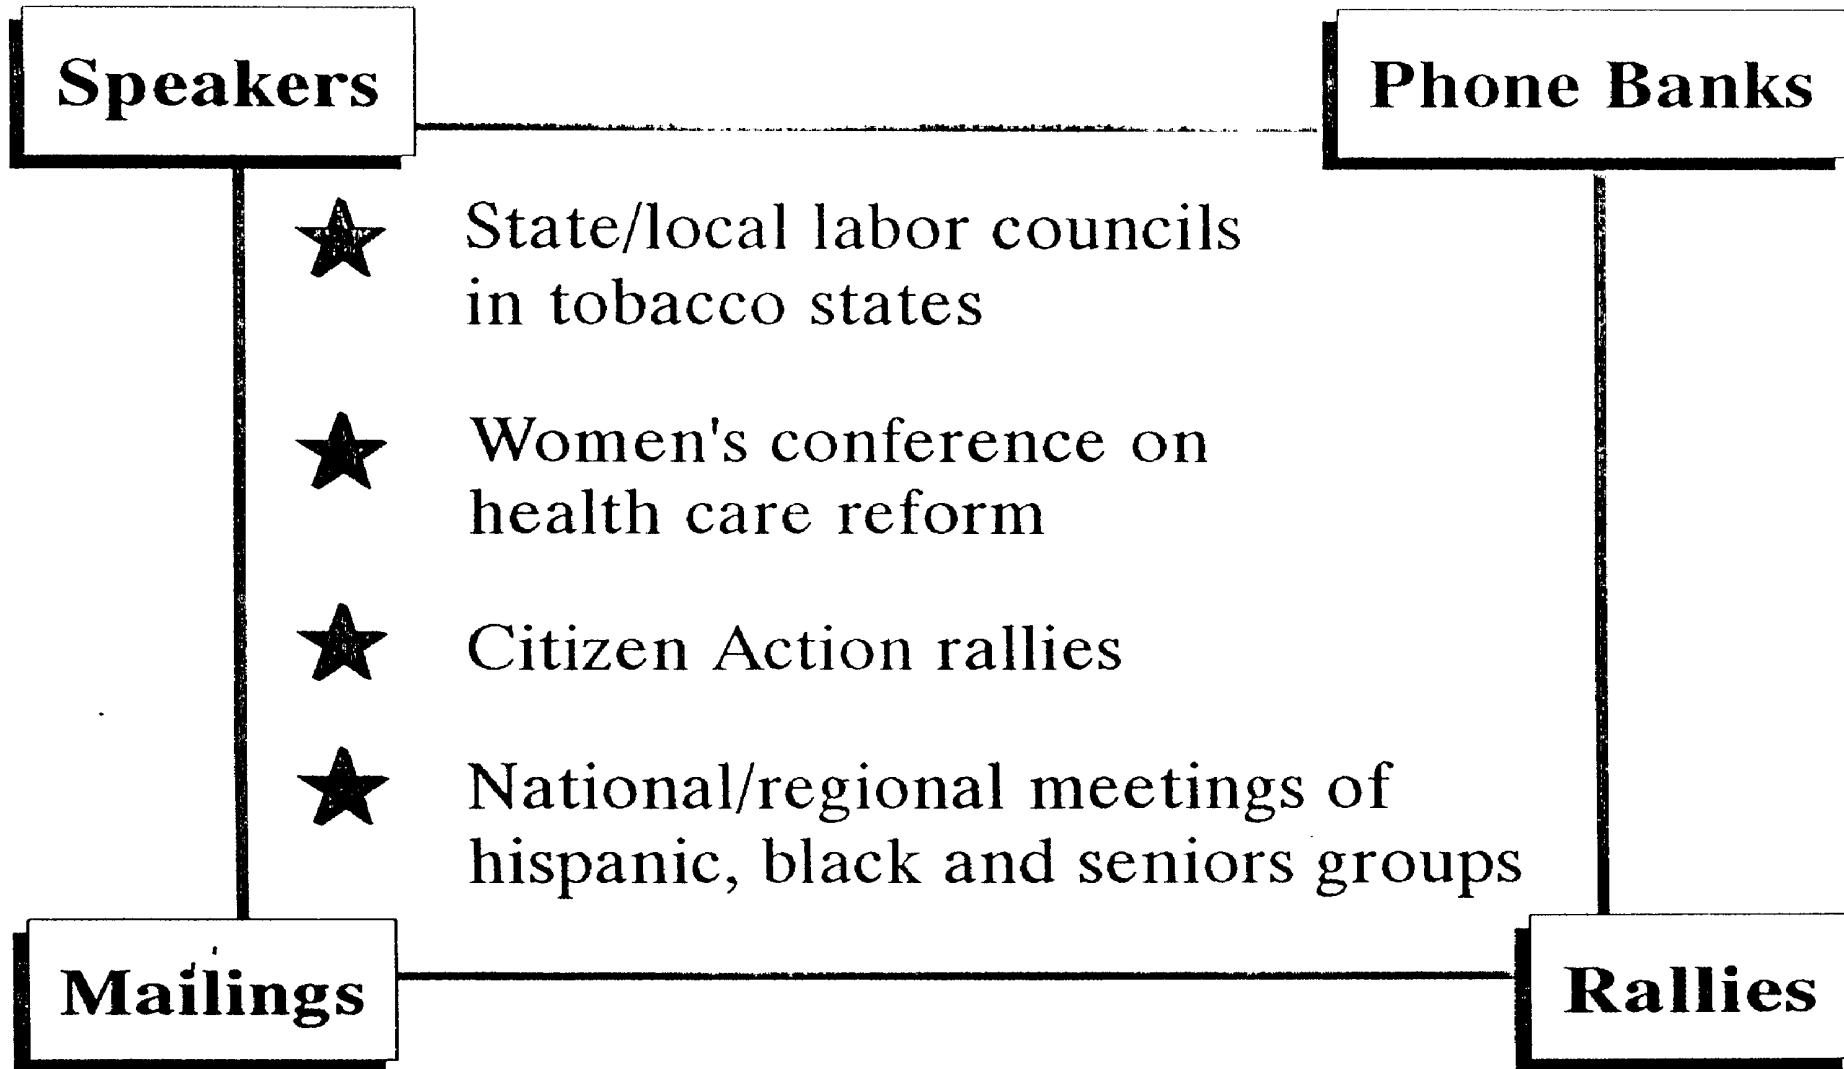 Speakers
Phone Banks
State/local labor councils
in tobacco states
Women's conference on
health care reform
Citizen Action rallies
National/regional meetings of
hispanic, black and seniors groups
Mailings
Rallies